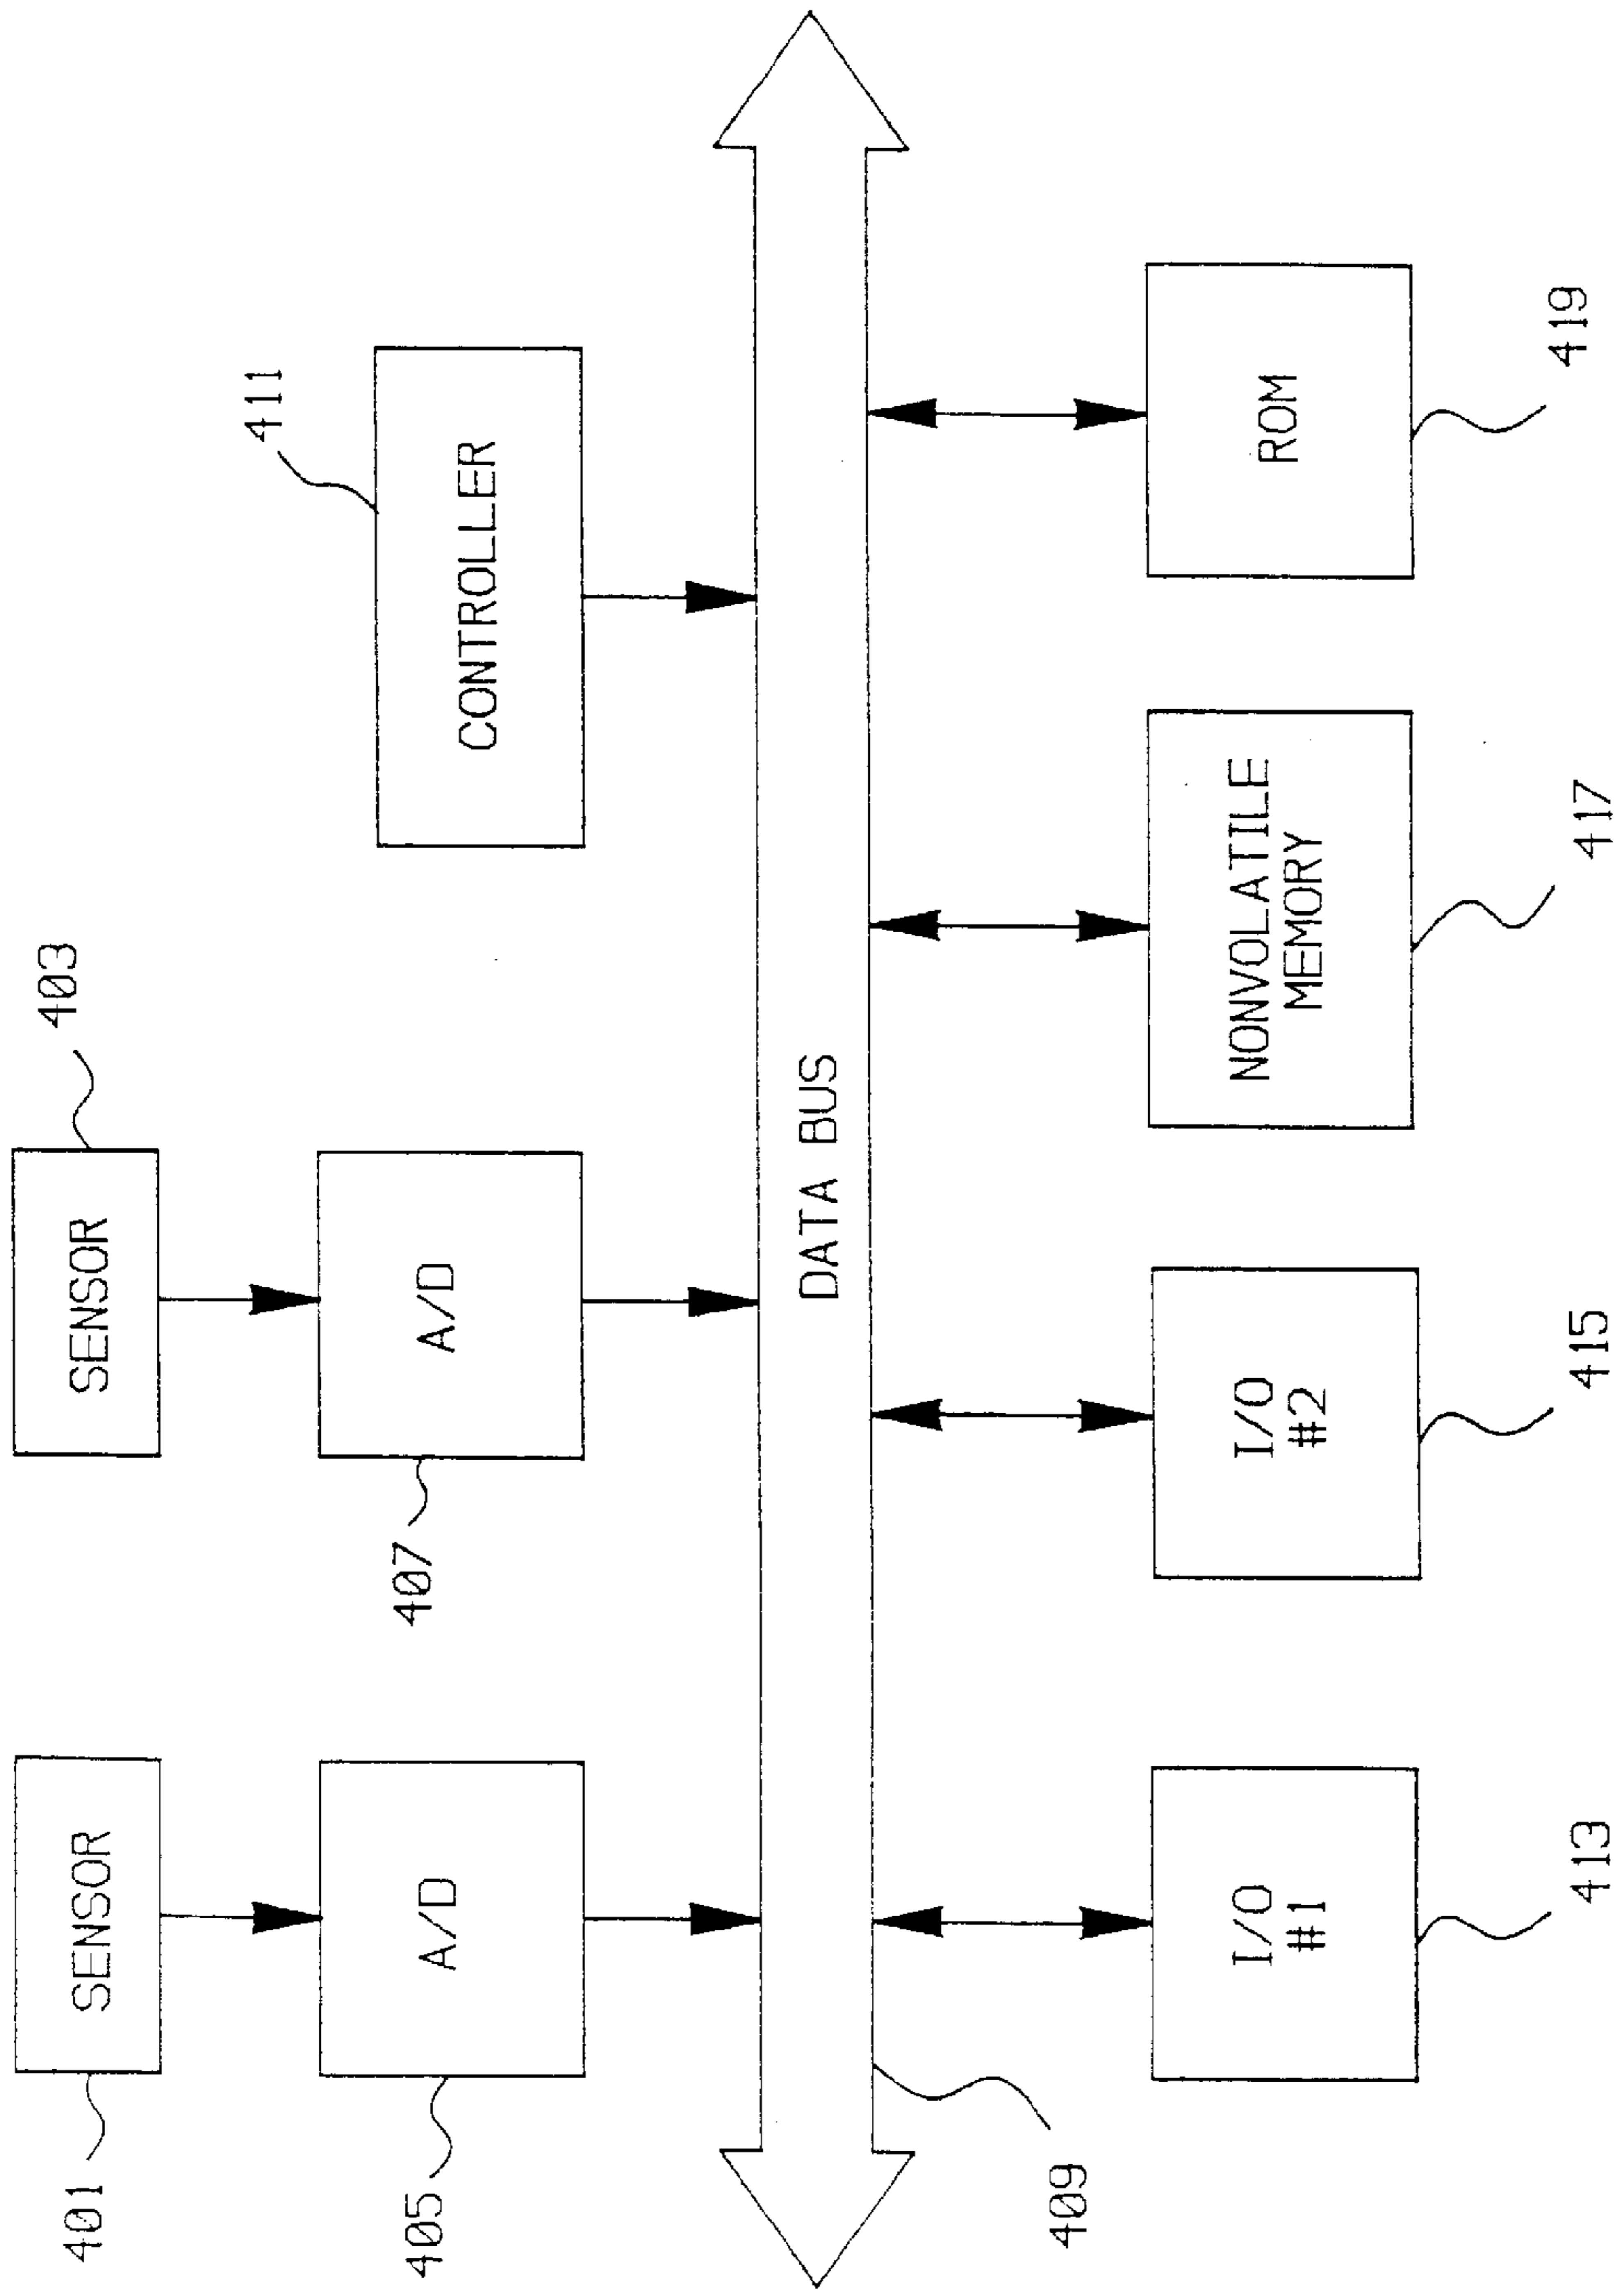 401
SENSOR
SENSOR
403
405
A/D
407
A/D
411
CONTROLLER
DATA BUS
409
I/O
#1
413
I/O
#2
415
NONVOLATILE
MEMORY
417
ROM
419